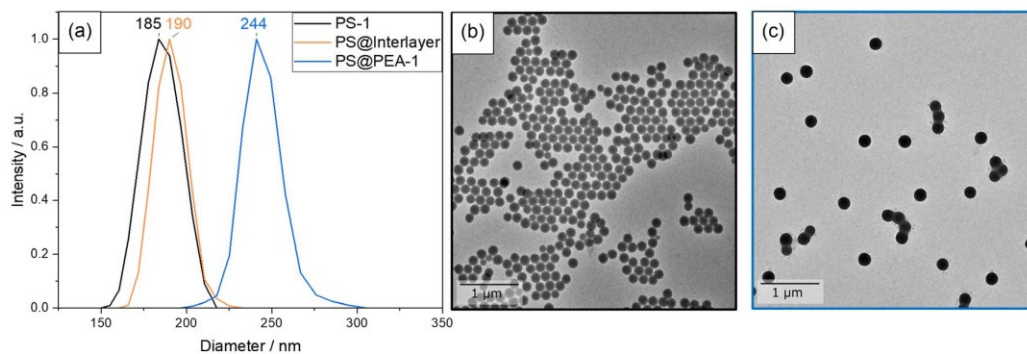 (a)
185 190
244
PS-1
PS@Interlayer
PS@PEA-1
1.0
0.8
0.6
0.4
0.2
0.0
Intensity / a.u.
150
200
250
300
350
Diameter / nm
(b)
1 µm
(c)
1 µm